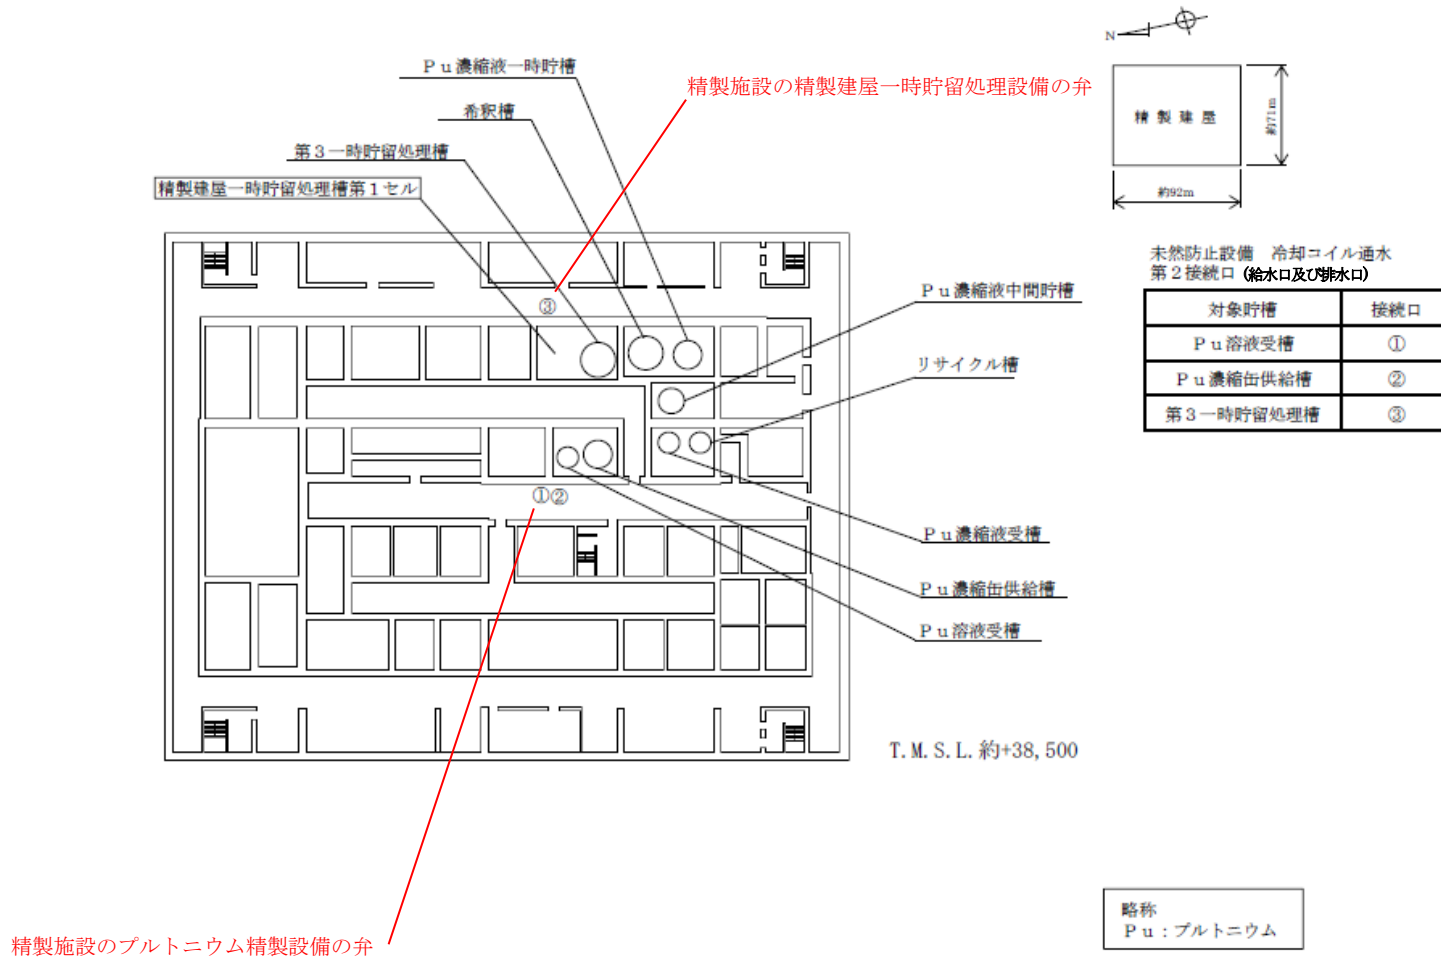 Ｐｕ濃縮液一時貯槽
精製施設の精製建屋一時貯留処理設備の弁
希釈槽
第３一時貯留処理槽
精製建屋一時貯留処理槽第１セル
N
精製建屋
約71m
約92m
未然防止設備　冷却コイル通水
第２接続口（給水口及び排水口）
対象貯槽　接続口
Ｐｕ溶液受槽　①
Ｐｕ濃縮缶供給槽　②
第３一時貯留処理槽　③
③
Ｐｕ濃縮液中間貯槽
リサイクル槽
①②
Ｐｕ濃縮液受槽
Ｐｕ濃縮缶供給槽
Ｐｕ溶液受槽
T.M.S.L.約+38,500
略称
Ｐｕ：プルトニウム
精製施設のプルトニウム精製設備の弁